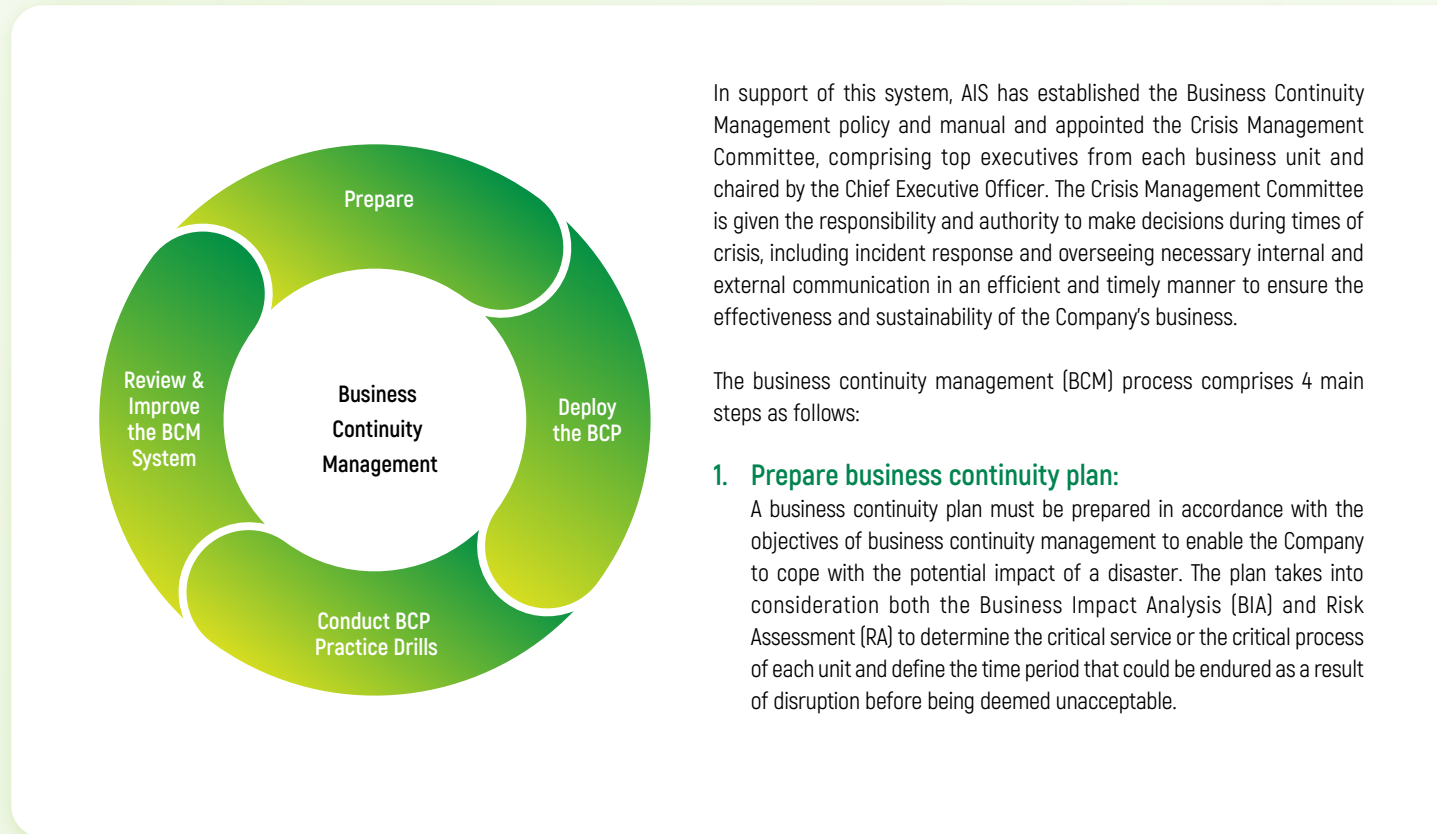 Prepare
Review &
Improve
the BCM
System
Business
Continuity
Management
Deploy
the BCP
Conduct BCP
Practice Drills
In support of this system, AIS has established the Business Continuity
Management policy and manual and appointed the Crisis Management
Committee, comprising top executives from each business unit and
chaired by the Chief Executive Officer. The Crisis Management Committee
is given the responsibility and authority to make decisions during times of
crisis, including incident response and overseeing necessary internal and
external communication in an efficient and timely manner to ensure the
effectiveness and sustainability of the Company's business.
The business continuity management (BCM) process comprises 4 main
steps as follows:
1. Prepare business continuity plan:
A business continuity plan must be prepared in accordance with the
objectives of business continuity management to enable the Company
to cope with the potential impact of a disaster. The plan takes into
consideration both the Business Impact Analysis (BIA) and Risk
Assessment (RA) to determine the critical service or the critical process
of each unit and define the time period that could be endured as a result
of disruption before being deemed unacceptable.